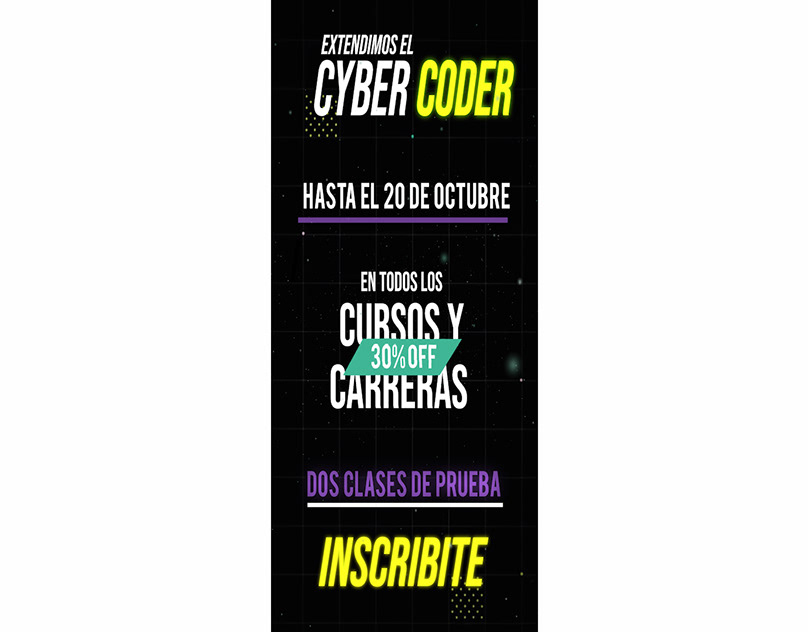 EXTENDIMOS EL
CYBER CODER
HASTA EL 20 DE OCTUBRE
EN TODOS LOS
CURSOS Y
30% OFF
CARRERAS
DOS CLASES DE PRUEBA
INSCRIBITE